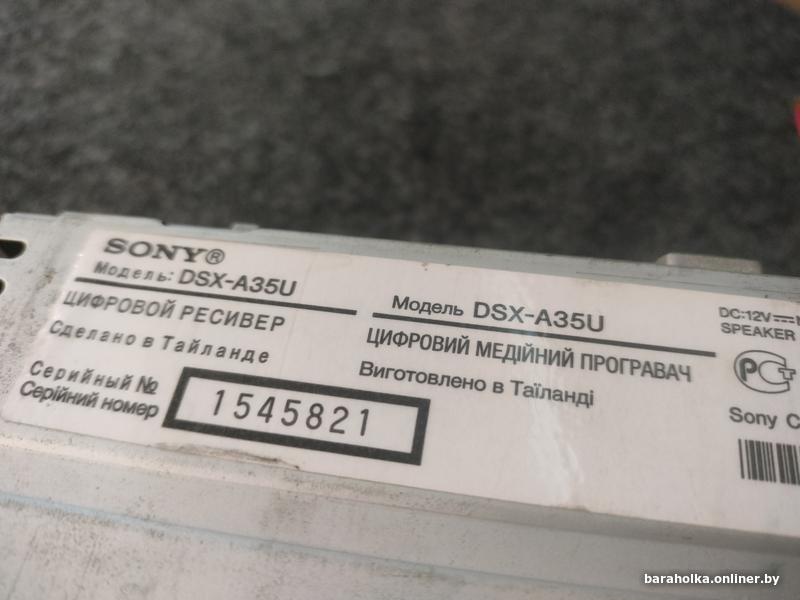 SONY®
Модель: DSX-A35U
ЦИФРОВОЙ РЕСИВЕР
Сделано в Тайланде
Серийный №
Серійний номер
1545821
Модель DSX-A35U
ЦИФРОВИЙ МЕДІЙНИЙ ПРОГРАВАЧ
Виготовлено в Таїланді
DC:12V
SPEAKER
Sony C
baraholka.onliner.by